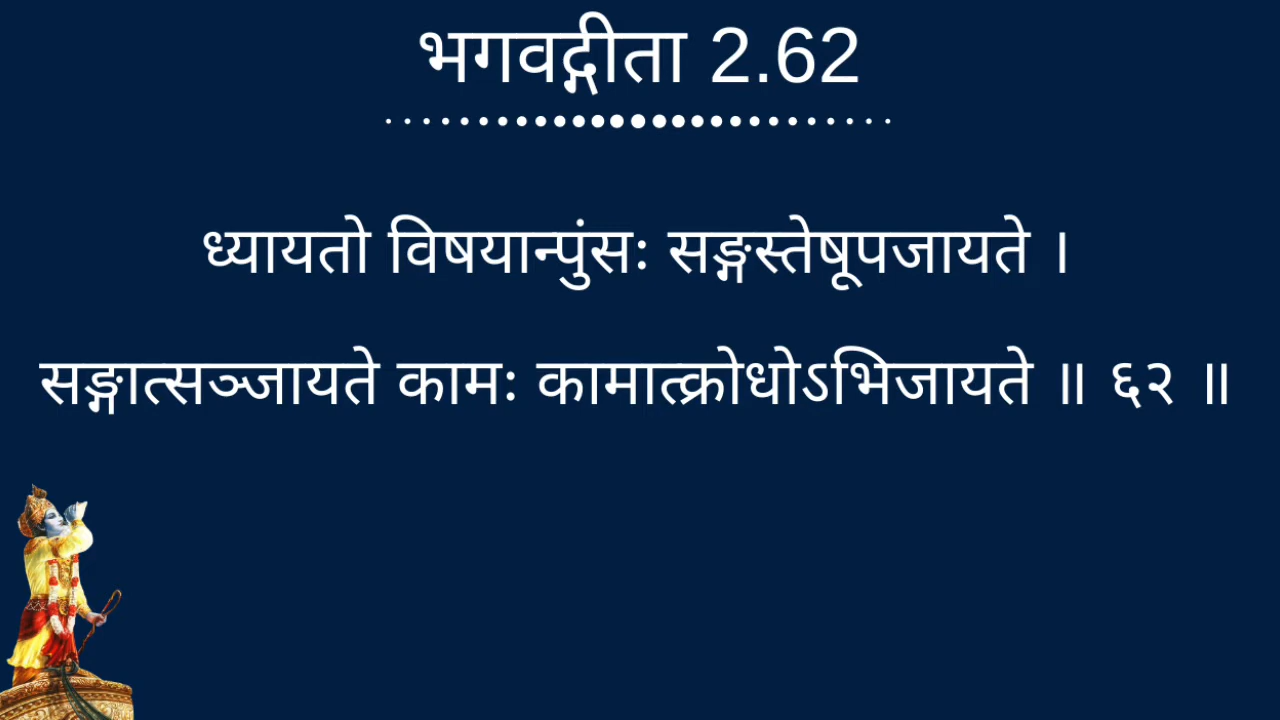 भगवद्गीता 2.62
ध्यायतो विषयान्पुंसः सङ्गस्तेषूपजायते ।
सङ्गात्सञ्जायते कामः कामात्क्रोधोऽभिजायते ॥ ६२ ॥